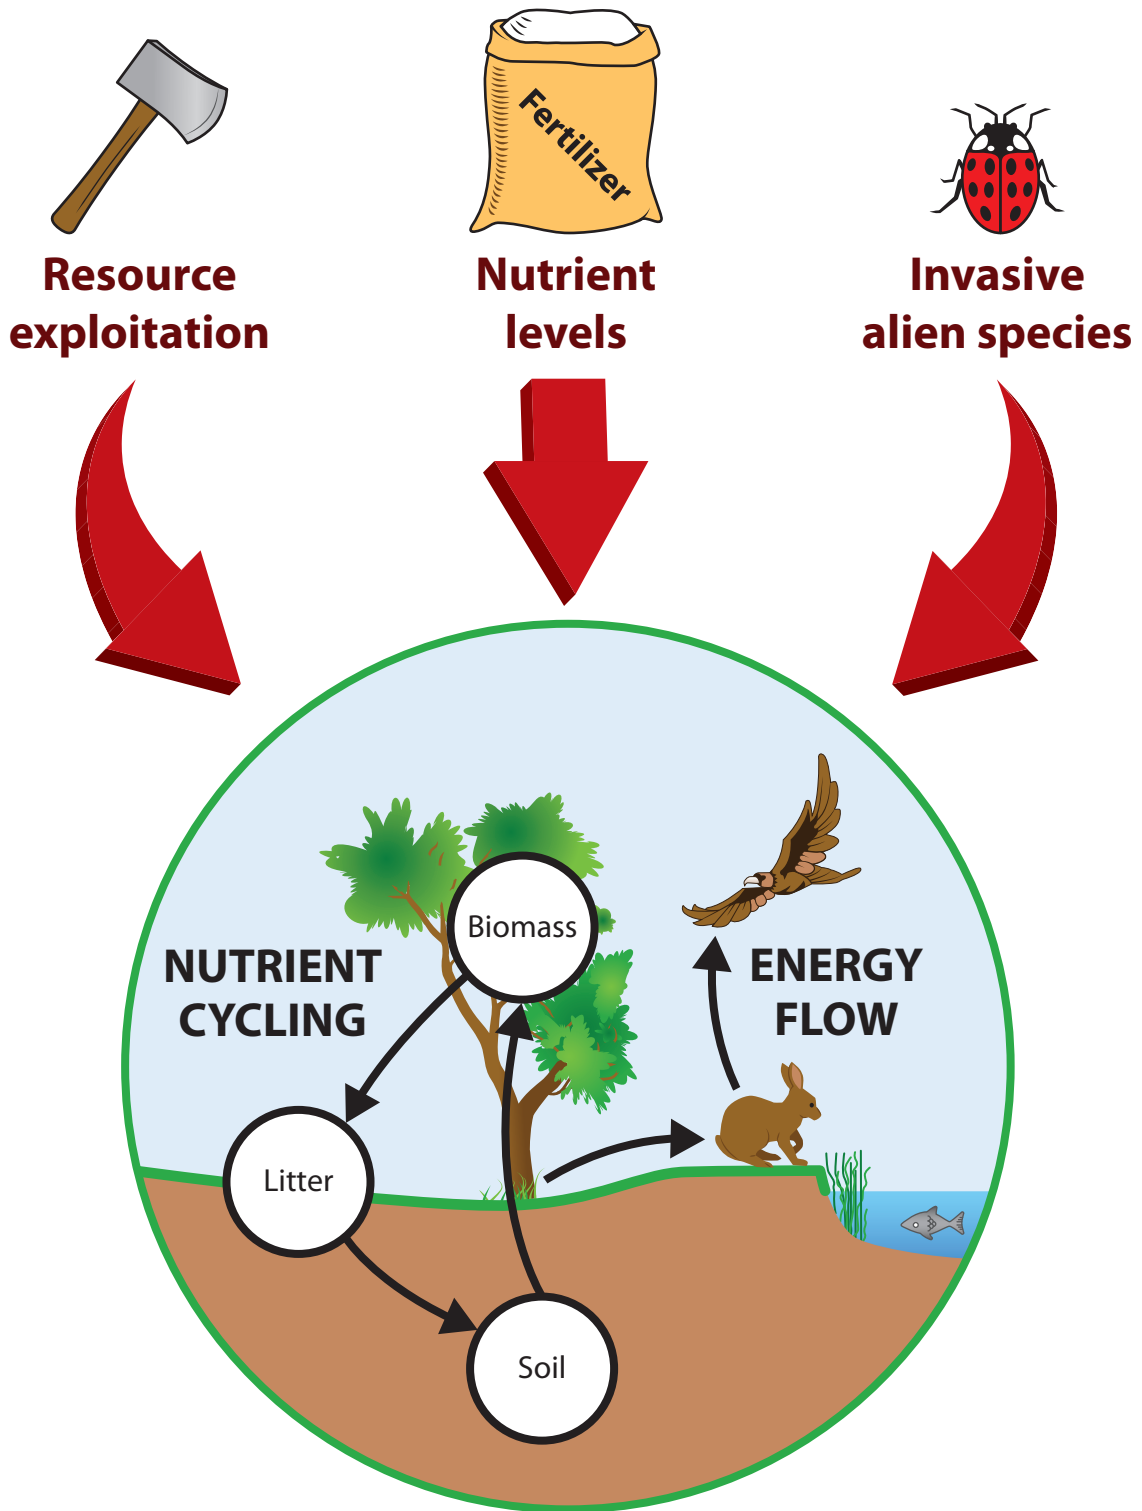 Fertilizer
Resource
exploitation
Nutrient
levels
Invasive
alien species
Biomass
NUTRIENT
CYCLING
ENERGY
FLOW
Litter
Soil